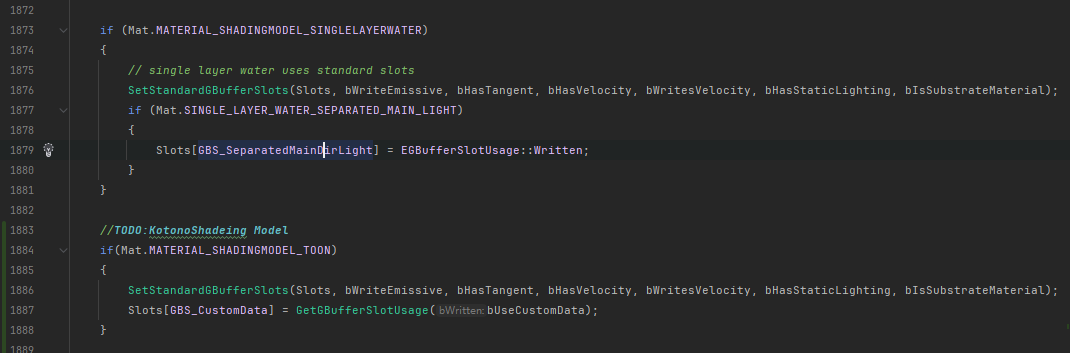 1872
1873 if (Mat.MATERIAL_SHADINGMODEL_SINGLELAYERWATER)
1874 {
1875 // single layer water uses standard slots
1876 SetStandardGBufferSlots(Slots, bWriteEmissive, bHasTangent, bHasVelocity, bWritesVelocity, bHasStaticLighting, bIsSubstrateMaterial);
1877 if (Mat.SINGLE_LAYER_WATER_SEPARATED_MAIN_LIGHT)
1878 {
1879 Slots[GBS_SeparatedMainDirLight] = EGBufferSlotUsage::Written;
1880 }
1881 }
1882
1883 //TODO:KotonoShadeing Model
1884 if(Mat.MATERIAL_SHADINGMODEL_TOON)
1885 {
1886 SetStandardGBufferSlots(Slots, bWriteEmissive, bHasTangent, bHasVelocity, bWritesVelocity, bHasStaticLighting, bIsSubstrateMaterial);
1887 Slots[GBS_CustomData] = GetGBufferSlotUsage(bWritten:bUseCustomData);
1888 }
1889